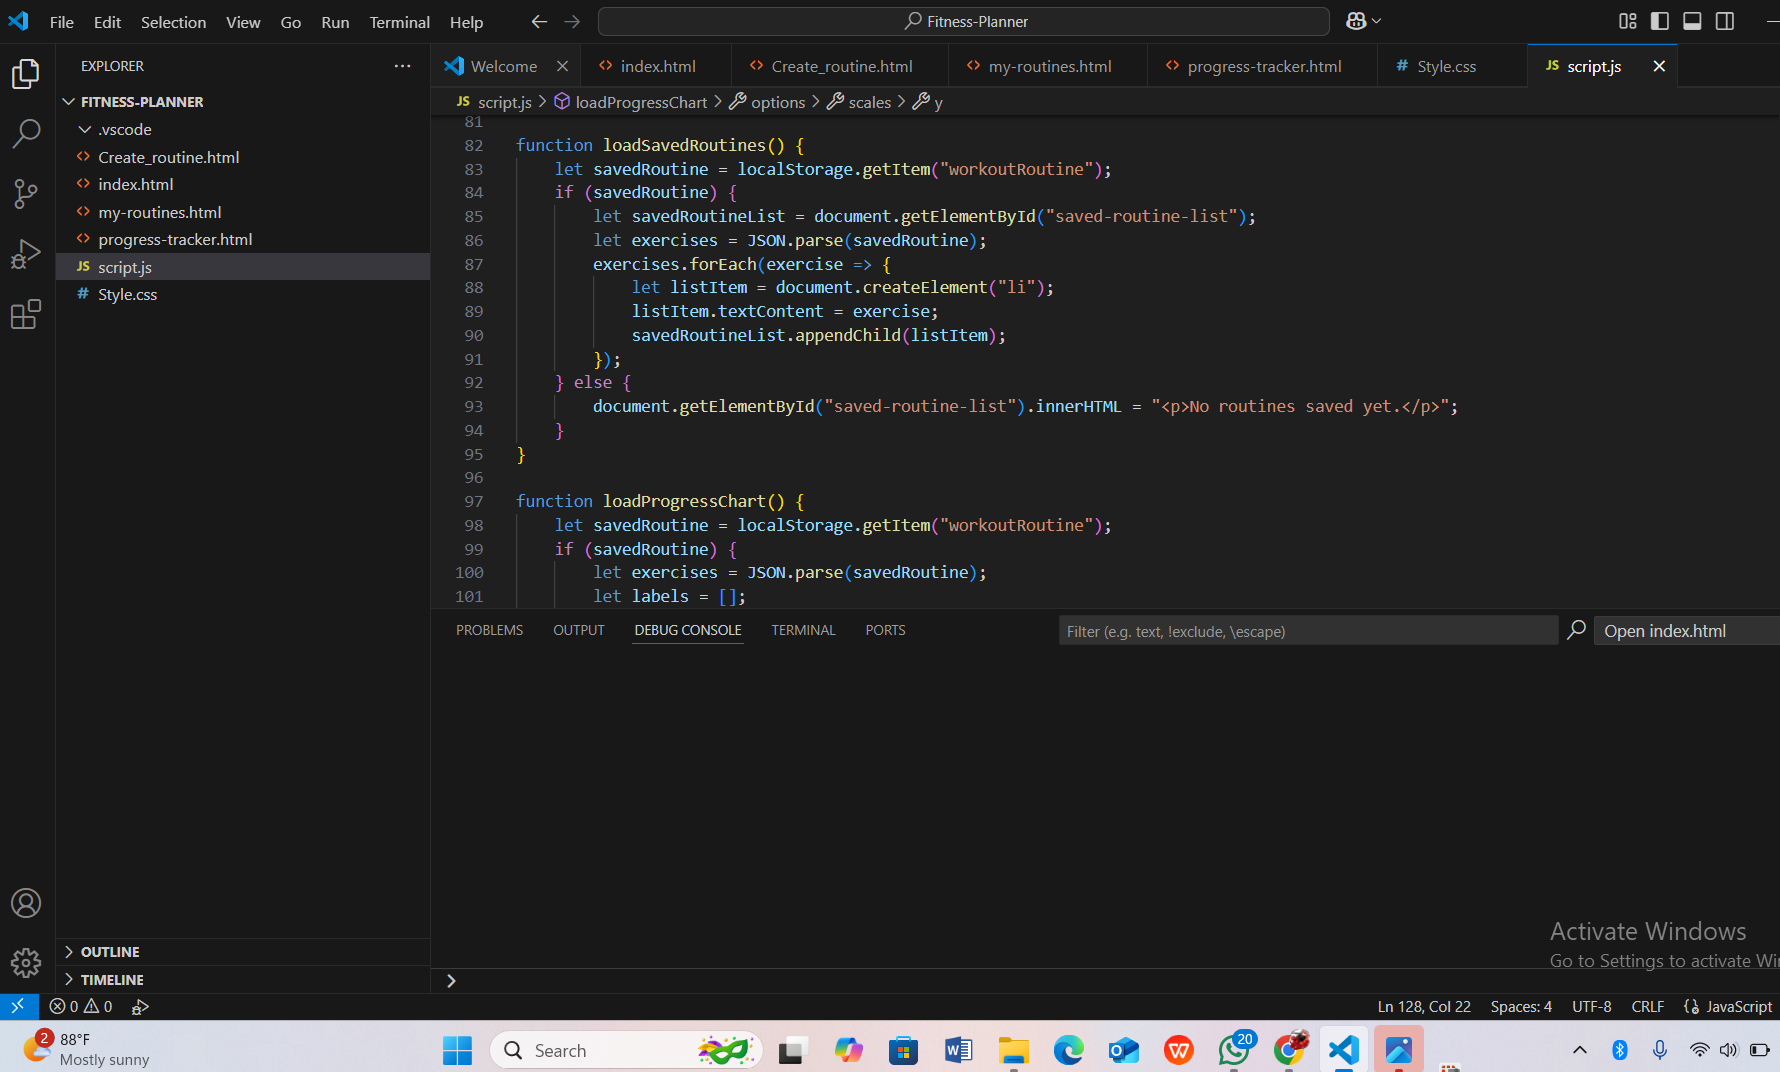 File Edit Selection View Go Run Terminal Help
Fitness-Planner
EXPLORER
FITNESS-PLANNER
.vscode
Create_routine.html
index.html
my-routines.html
progress-tracker.html
JS script.js
# Style.css
OUTLINE
TIMELINE
Welcome
index.html
Create_routine.html
my-routines.html
progress-tracker.html
# Style.css
JS script.js
JS script.js > loadProgressChart > options > scales > y
81
82 function loadSavedRoutines() {
83 let savedRoutine = localStorage.getItem("workoutRoutine");
84 if (savedRoutine) {
85 let savedRoutineList = document.getElementById("saved-routine-list");
86 let exercises = JSON.parse(savedRoutine);
87 exercises.forEach(exercise => {
88 let listItem = document.createElement("li");
89 listItem.textContent = exercise;
90 savedRoutineList.appendChild(listItem);
91 });
92 } else {
93 document.getElementById("saved-routine-list").innerHTML = "<p>No routines saved yet.</p>";
94 }
95 }
96
97 function loadProgressChart() {
98 let savedRoutine = localStorage.getItem("workoutRoutine");
99 if (savedRoutine) {
100 let exercises = JSON.parse(savedRoutine);
101 let labels = [];
PROBLEMS OUTPUT DEBUG CONSOLE TERMINAL PORTS
Filter (e.g. text, !exclude, \escape)
Open index.html
Activate Windows
Go to Settings to activate Wi
0 0
Ln 128, Col 22 Spaces: 4 UTF-8 CRLF JavaScript
2
88°F
Mostly sunny
Search
20